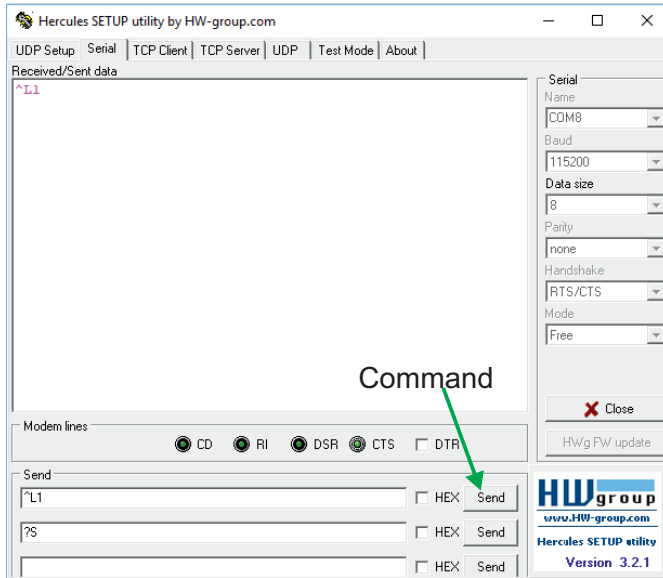 Hercules SETUP utility by HW-group.com
UDP Setup Serial TCP Client TCP Server UDP Test Mode About
Received/Sent data
^L1
Serial
Name
COM8
Baud
115200
Data size
8
Parity
none
Handshake
RTS/CTS
Mode
Free
Command
Close
HWg FW update
Modem lines
CD RI DSR CTS DTR
Send
^L1 HEX Send
?S HEX Send
HEX Send
HW group
www.HW-group.com
Hercules SETUP utility
Version 3.2.1